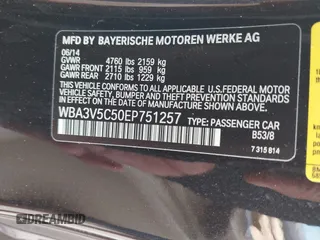 MFD BY BAYERISCHE MOTOREN WERKE AG
06/14
GVWR 4760 lbs 2159 kg
GAWR FRONT 2115 lbs 959 kg
GAWR REAR 2710 lbs 1229 kg
THIS VEHICLE CONFORMS TO ALL APPLICABLE U.S. FEDERAL MOTOR
VEHICLE SAFETY, BUMPER, AND THEFT PREVENTION STANDARDS IN
EFFECT ON THE DATE OF MANUFACTURE SHOWN ABOVE.
WBA3V5C50EP751257 TYPE: PASSENGER CAR
B53/8
7 315 814
DREAMBID